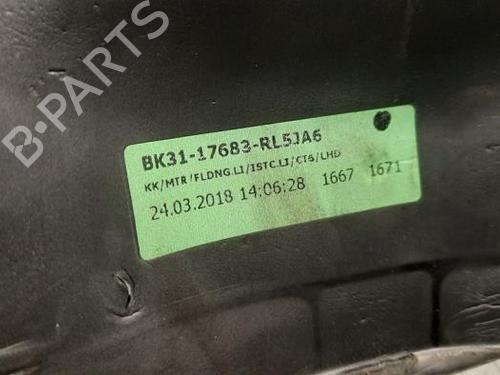 BK31-17683-RL5JA6
KK/MTR/FLDNG.LI/ISTC.LI/CT6/LHD
24.03.2018 14:06:28 1667 1671
B-PARTS